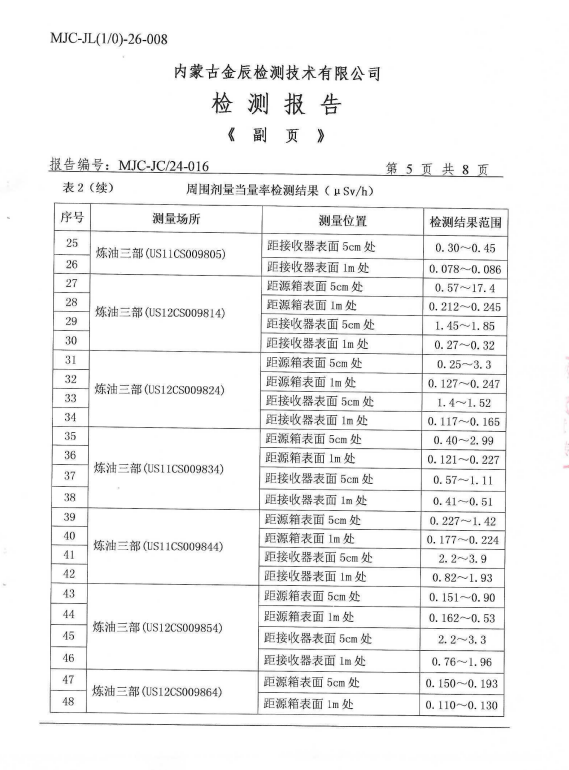 MJC-JL(1/0)-26-008
内蒙古金辰检测技术有限公司
检 测 报 告
《 副 页 》
报告编号：MJC-JC/24-016 第 5 页 共 8 页
表 2（续） 周围剂量当量率检测结果（μSv/h）
序号 测量场所 测量位置 检测结果范围
25 炼油三部(US11CS009805) 距接收器表面 5cm 处 0.30～0.45
26 距接收器表面 1m 处 0.078～0.086
27 炼油三部(US12CS009814) 距源箱表面 5cm 处 0.57～17.4
28 距源箱表面 1m 处 0.212～0.245
29 距接收器表面 5cm 处 1.45～1.85
30 距接收器表面 1m 处 0.27～0.32
31 炼油三部(US12CS009824) 距源箱表面 5cm 处 0.25～3.3
32 距源箱表面 1m 处 0.127～0.247
33 距接收器表面 5cm 处 1.4～1.52
34 距接收器表面 1m 处 0.117～0.165
35 炼油三部(US11CS009834) 距源箱表面 5cm 处 0.40～2.99
36 距源箱表面 1m 处 0.121～0.227
37 距接收器表面 5cm 处 0.57～1.11
38 距接收器表面 1m 处 0.41～0.51
39 炼油三部(US11CS009844) 距源箱表面 5cm 处 0.227～1.42
40 距源箱表面 1m 处 0.177～0.224
41 距接收器表面 5cm 处 2.2～3.9
42 距接收器表面 1m 处 0.82～1.93
43 炼油三部(US12CS009854) 距源箱表面 5cm 处 0.151～0.90
44 距源箱表面 1m 处 0.162～0.53
45 距接收器表面 5cm 处 2.2～3.3
46 距接收器表面 1m 处 0.76～1.96
47 炼油三部(US12CS009864) 距源箱表面 5cm 处 0.150～0.193
48 距源箱表面 1m 处 0.110～0.130